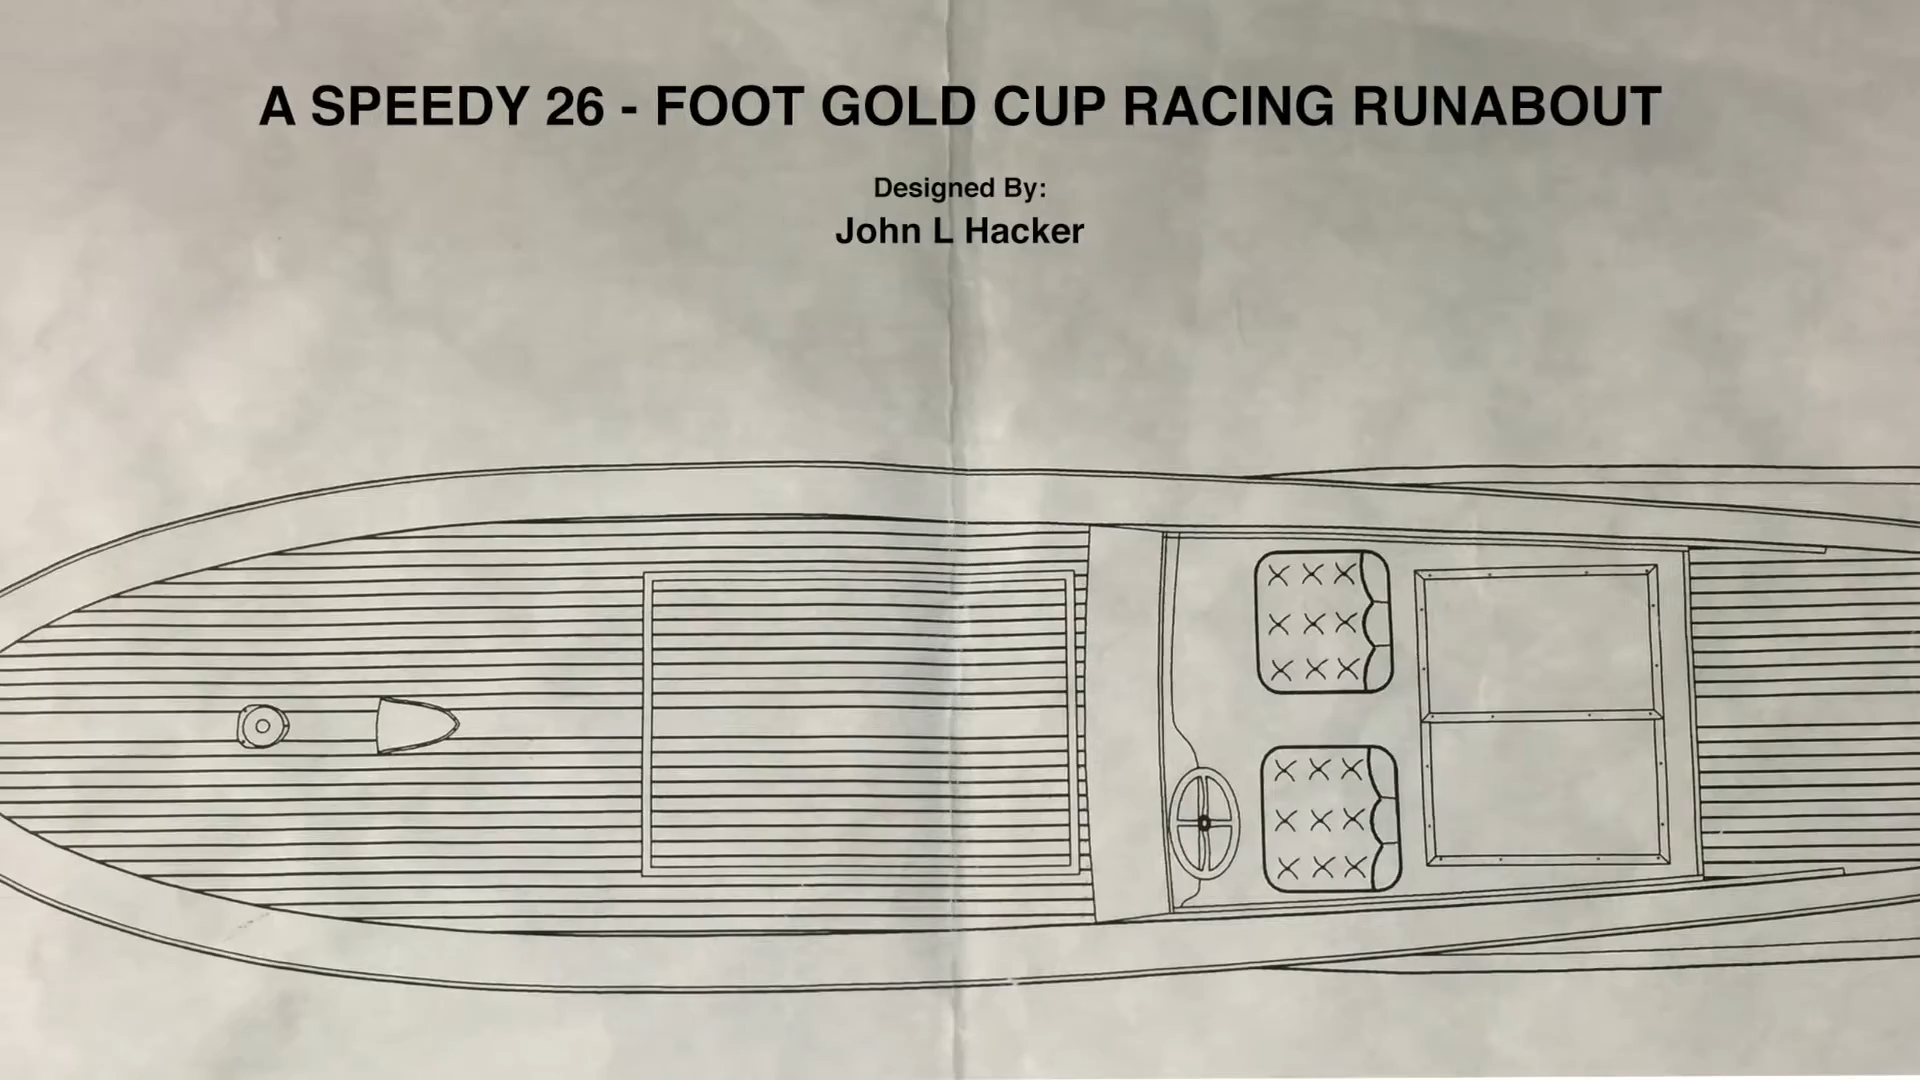 A SPEEDY 26 - FOOT GOLD CUP RACING RUNABOUT
Designed By:
John L Hacker